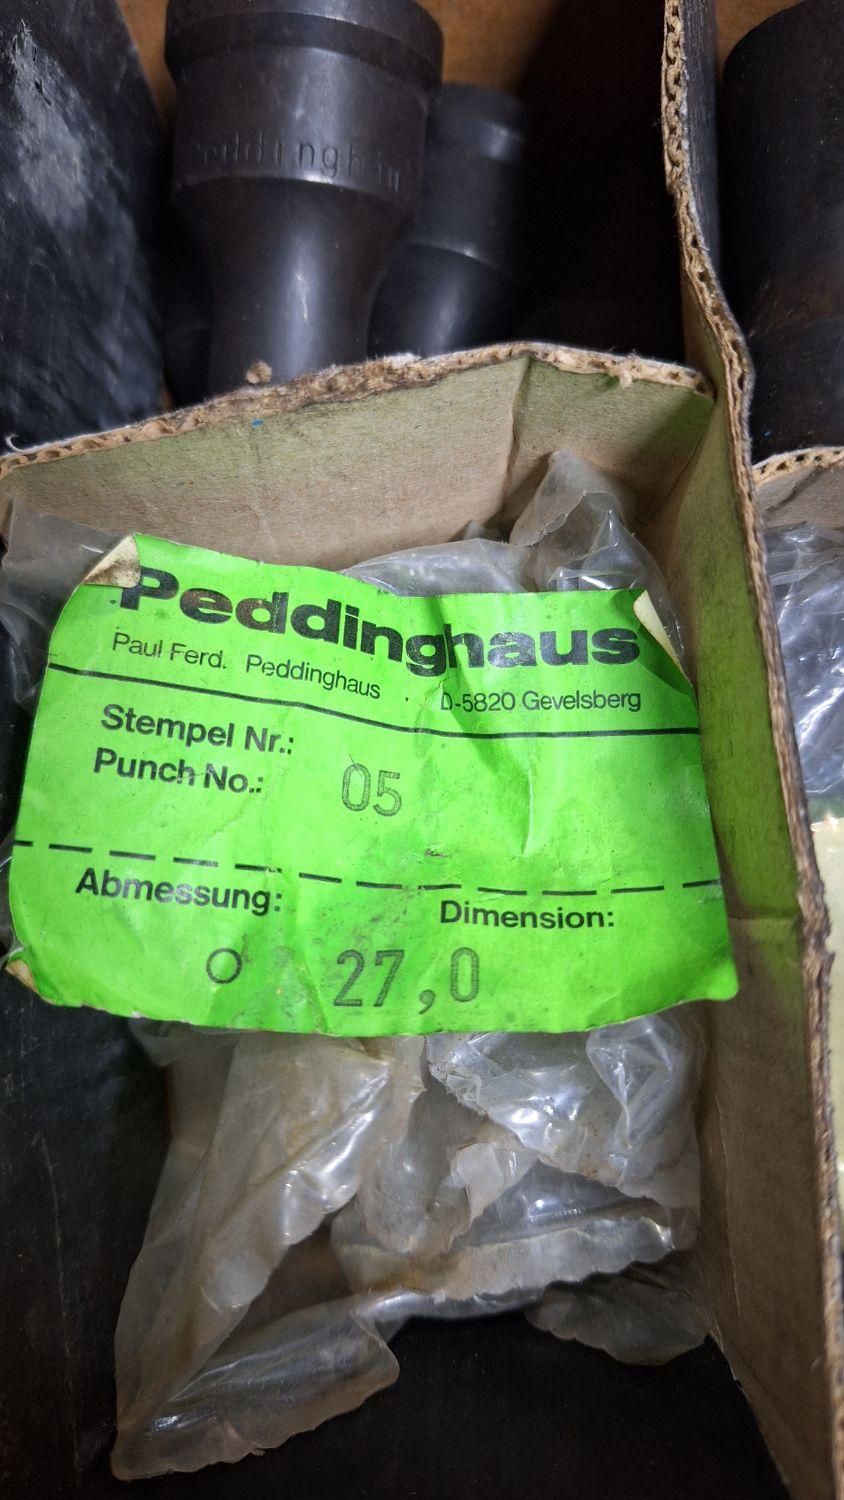 Peddinghaus
Peddinghaus
Paul Ferd. Peddinghaus . D-5820 Gevelsberg
Stempel Nr.:
Punch No.: 05
Abmessung: Dimension:
O 27,0